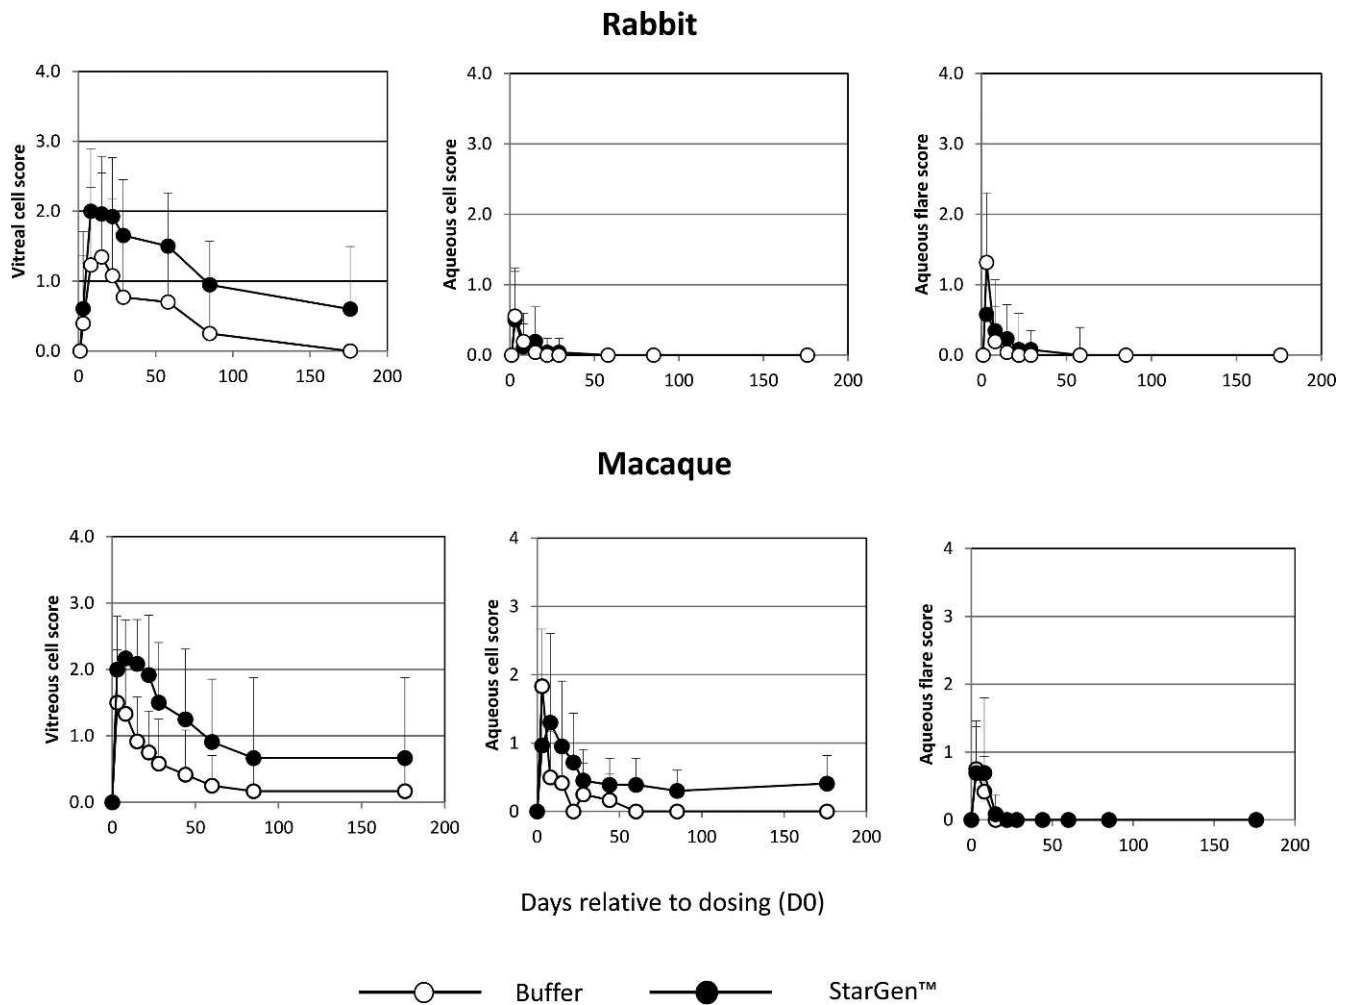 Rabbit
Vitreal cell score
4.0
3.0
2.0
1.0
0.0
0 50 100 150 200
Aqueous cell score
4.0
3.0
2.0
1.0
0.0
0 50 100 150 200
Aqueous flare score
4.0
3.0
2.0
1.0
0.0
0 50 100 150 200
Macaque
Vitreous cell score
4.0
3.0
2.0
1.0
0.0
0 50 100 150 200
Aqueous cell score
4
3
2
1
0
0 50 100 150 200
Aqueous flare score
4
3
2
1
0
0 50 100 150 200
Days relative to dosing (D0)
Buffer StarGen™